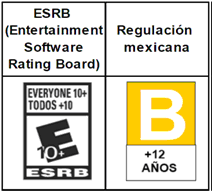 ESRB
(Entertainment
Software
Rating Board)
Regulación
mexicana
EVERYONE 10+
TODOS +10
E
10+
ESRB
B
+12
AÑOS